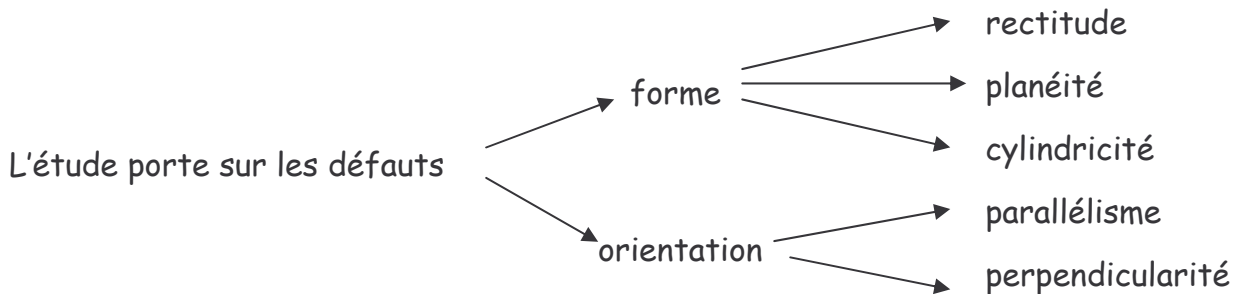 rectitude
forme
planéité
L'étude porte sur les défauts
cylindricité
parallélisme
orientation
perpendicularité